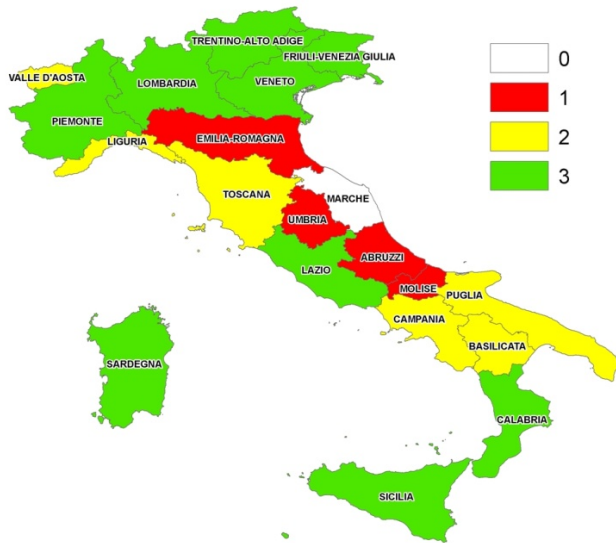 TRENTINO-ALTO ADIGE
FRIULI-VENEZIA GIULIA
VALLE D'AOSTA
LOMBARDIA
VENETO
PIEMONTE
LIGURIA
EMILIA-ROMAGNA
TOSCANA
MARCHE
UMBRIA
LAZIO
ABRUZZI
MOLISE
PUGLIA
CAMPANIA
BASILICATA
SARDEGNA
CALABRIA
SICILIA
0
1
2
3